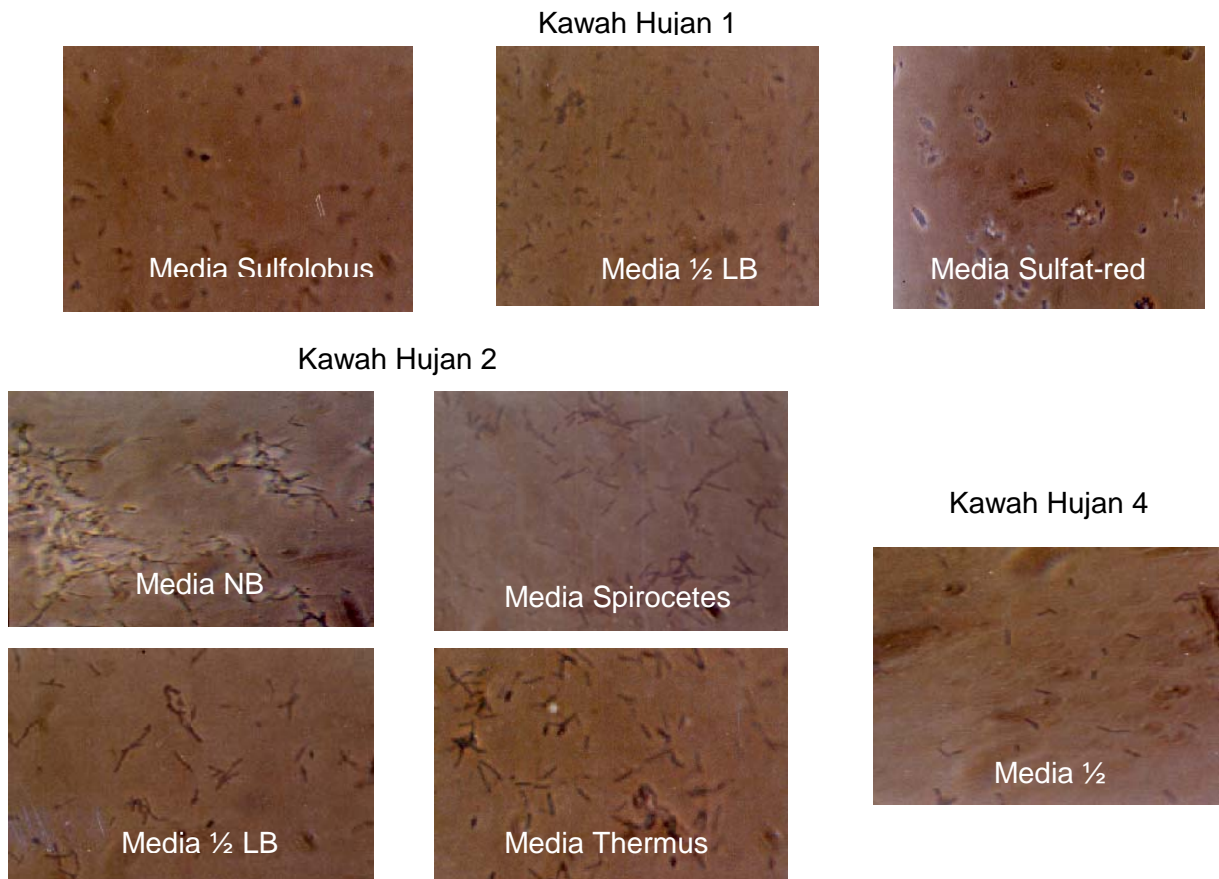 Kawah Hujan 1
Media Sulfolobus
Media ½ LB
Media Sulfat-red
Kawah Hujan 2
Media NB
Media Spirocetes
Kawah Hujan 4
Media ½ LB
Media Thermus
Media ½